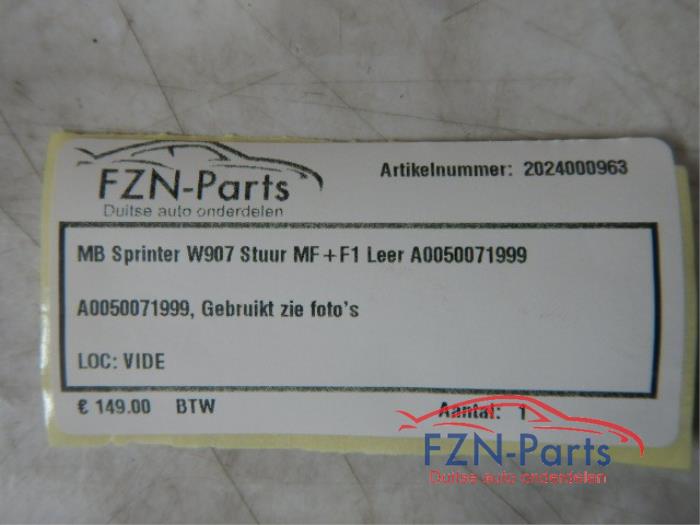 FZN-Parts
Duitse auto onderdelen
Artikelnummer: 2024000963
MB Sprinter W907 Stuur MF+F1 Leer A0050071999
A0050071999, Gebruikt zie foto's
LOC: VIDE
€ 149.00 BTW
Aantal: 1
FZN-Parts
Duitse auto onderdelen